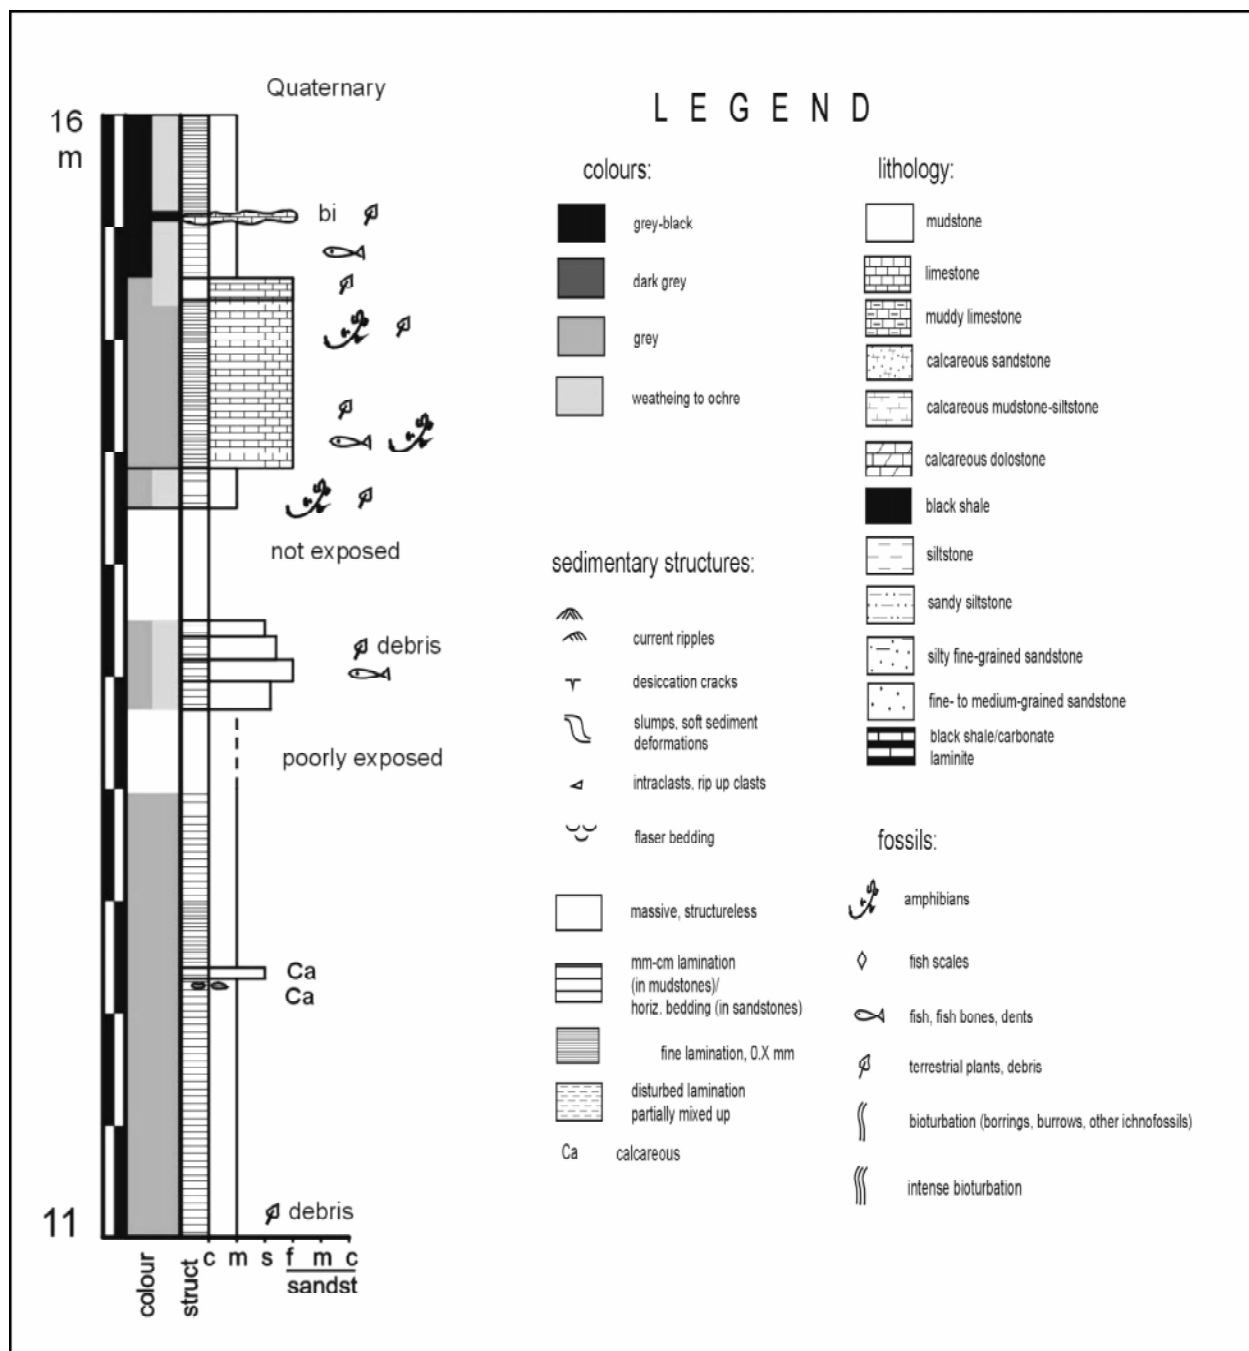 Quaternary
16
m
bi
not exposed
debris
poorly exposed
Ca
Ca
11
debris
c m s f m c
sandst
colour
struct
LEGEND
colours:
grey-black
dark grey
grey
weatheing to ochre
sedimentary structures:
current ripples
desiccation cracks
slumps, soft sediment
deformations
intraclasts, rip up clasts
flaser bedding
massive, structureless
mm-cm lamination
(in mudstones)/
horiz. bedding (in sandstones)
fine lamination, 0.X mm
disturbed lamination
partially mixed up
Ca calcareous
lithology:
mudstone
limestone
muddy limestone
calcareous sandstone
calcareous mudstone-siltstone
calcareous dolostone
black shale
siltstone
sandy siltstone
silty fine-grained sandstone
fine- to medium-grained sandstone
black shale/carbonate
laminite
fossils:
amphibians
fish scales
fish, fish bones, dents
terrestrial plants, debris
bioturbation (borrings, burrows, other ichnofossils)
intense bioturbation